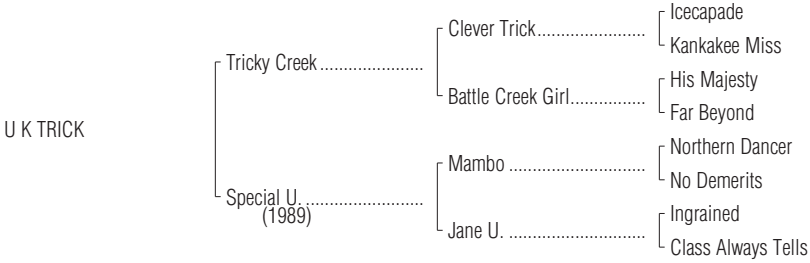 Icecapade
Clever Trick......................
Kankakee Miss
Tricky Creek......................
His Majesty
Battle Creek Girl................
Far Beyond
U K TRICK
Northern Dancer
Mambo .............................
No Demerits
Special U. .........................
(1989)
Ingrained
Jane U. .............................
Class Always Tells